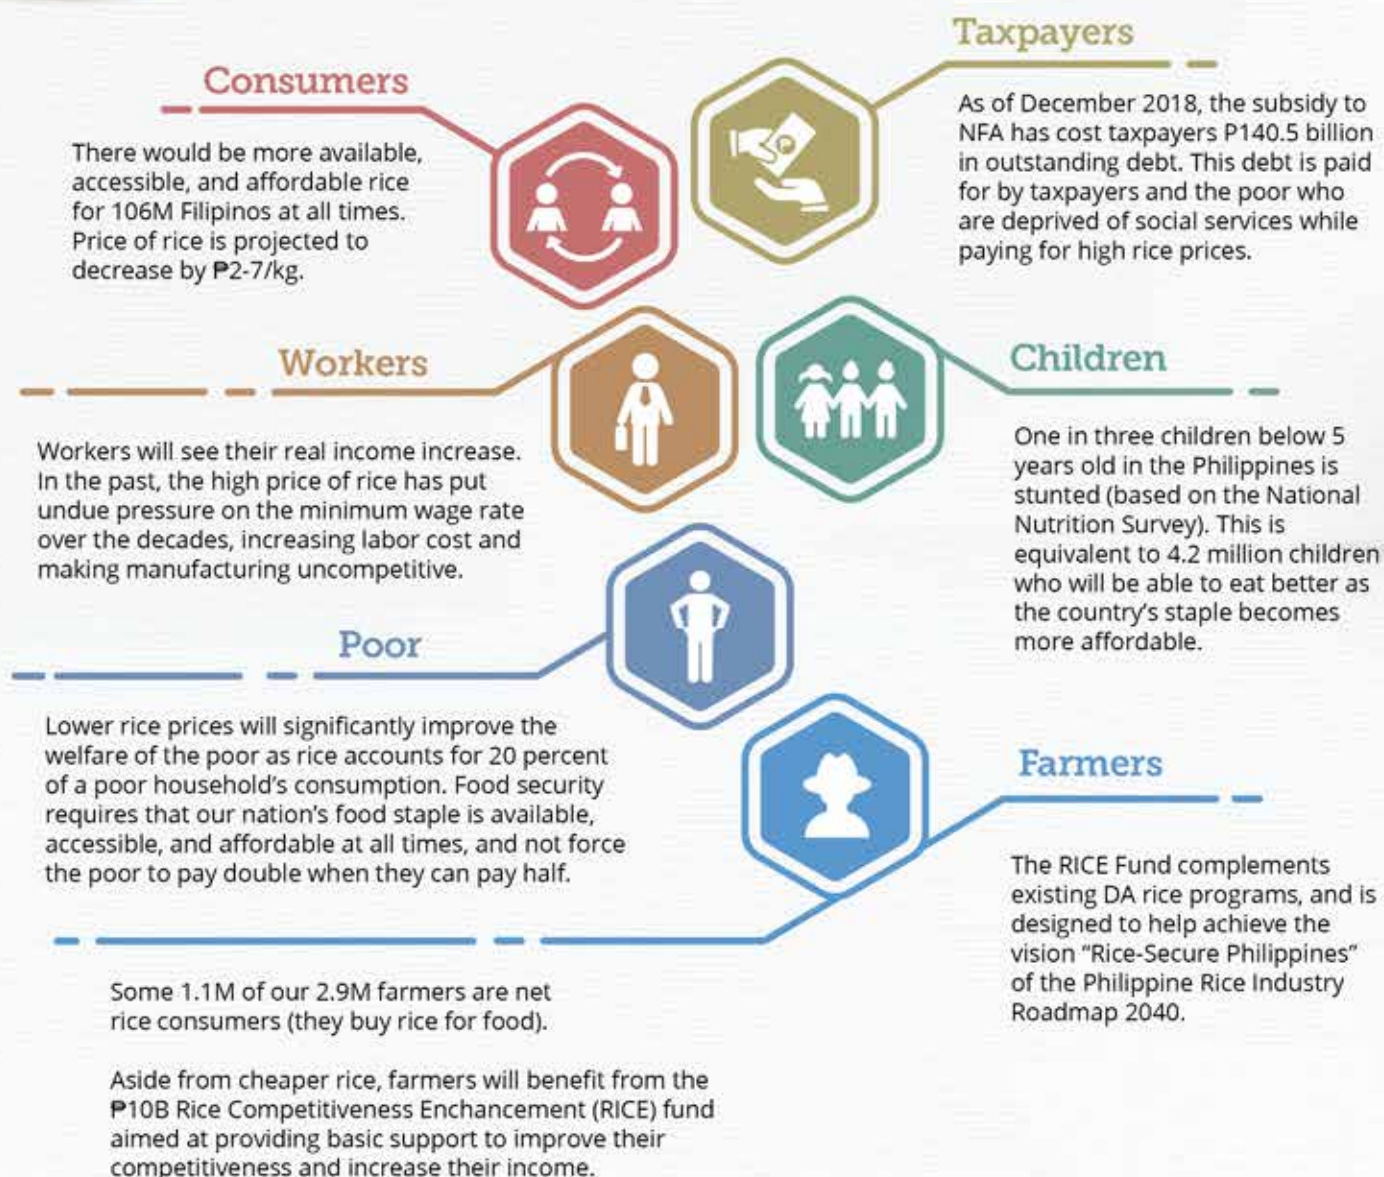 Consumers
There would be more available,
accessible, and affordable rice
for 106M Filipinos at all times.
Price of rice is projected to
decrease by ₱2-7/kg.
Taxpayers
As of December 2018, the subsidy to
NFA has cost taxpayers P140.5 billion
in outstanding debt. This debt is paid
for by taxpayers and the poor who
are deprived of social services while
paying for high rice prices.
Workers
Workers will see their real income increase.
In the past, the high price of rice has put
undue pressure on the minimum wage rate
over the decades, increasing labor cost and
making manufacturing uncompetitive.
Children
One in three children below 5
years old in the Philippines is
stunted (based on the National
Nutrition Survey). This is
equivalent to 4.2 million children
who will be able to eat better as
the country's staple becomes
more affordable.
Poor
Lower rice prices will significantly improve the
welfare of the poor as rice accounts for 20 percent
of a poor household's consumption. Food security
requires that our nation's food staple is available,
accessible, and affordable at all times, and not force
the poor to pay double when they can pay half.
Farmers
The RICE Fund complements
existing DA rice programs, and is
designed to help achieve the
vision "Rice-Secure Philippines"
of the Philippine Rice Industry
Roadmap 2040.
Some 1.1M of our 2.9M farmers are net
rice consumers (they buy rice for food).
Aside from cheaper rice, farmers will benefit from the
₱10B Rice Competitiveness Enchancement (RICE) fund
aimed at providing basic support to improve their
competitiveness and increase their income.